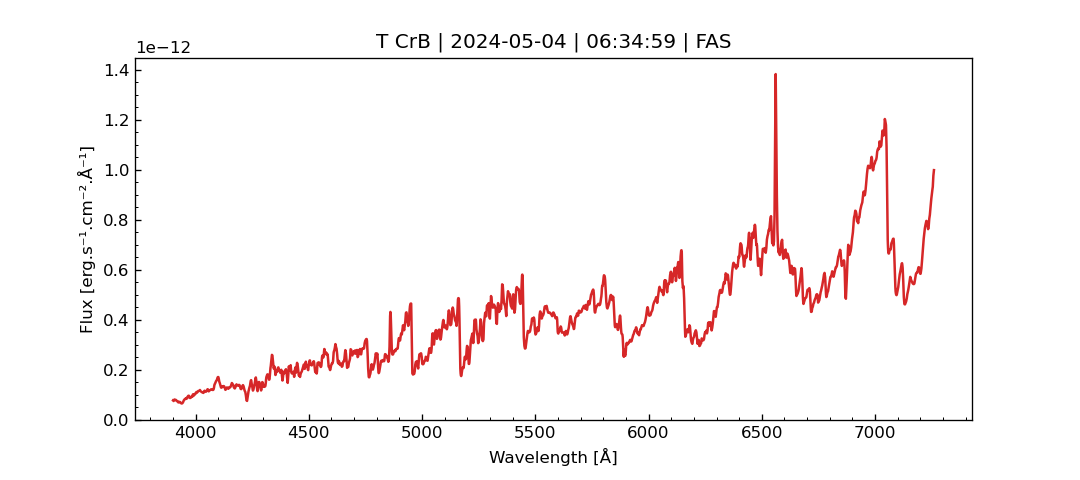 T CrB | 2024-05-04 | 06:34:59 | FAS
1e−12
1.4
1.2
1.0
0.8
0.6
0.4
0.2
0.0
Flux [erg.s⁻¹.cm⁻².Å⁻¹]
4000 4500 5000 5500 6000 6500 7000
Wavelength [Å]